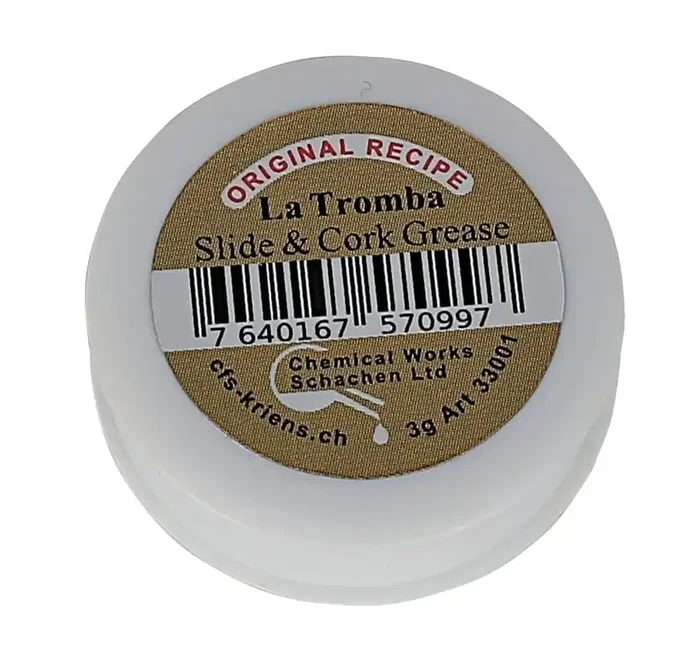 ORIGINAL RECIPE
La Tromba
Slide & Cork Grease
7 640167 570997
Chemical Works
Schachen Ltd
cfs-kriens.ch
3g Art 33001